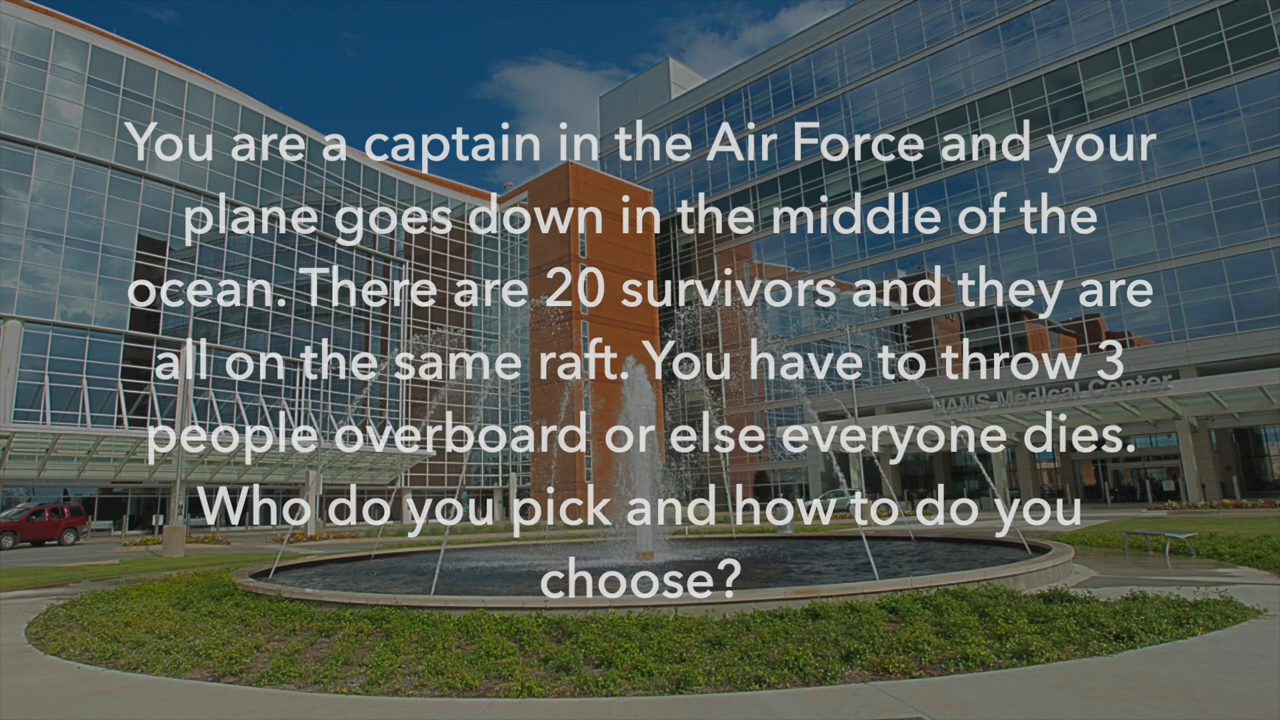 You are a captain in the Air Force and your
plane goes down in the middle of the
ocean. There are 20 survivors and they are
all on the same raft. You have to throw 3
people overboard or else everyone dies.
Who do you pick and how to do you
choose?
UAMS Medical Center